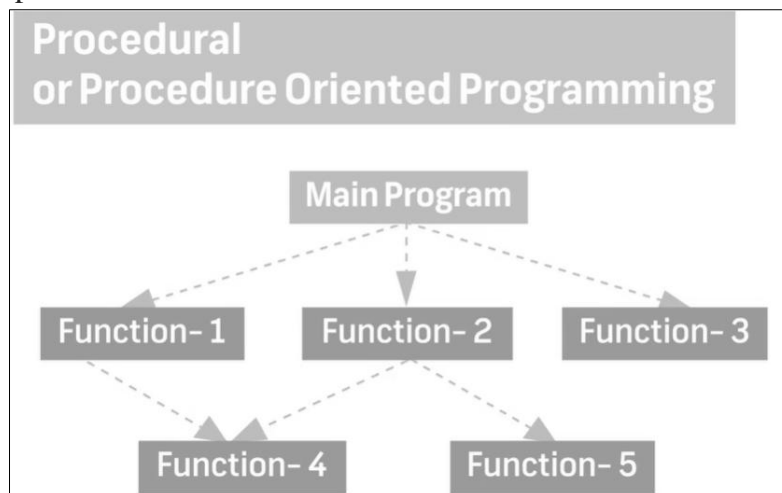 Procedural
or Procedure Oriented Programming
Main Program
Function- 1
Function- 2
Function- 3
Function- 4
Function- 5